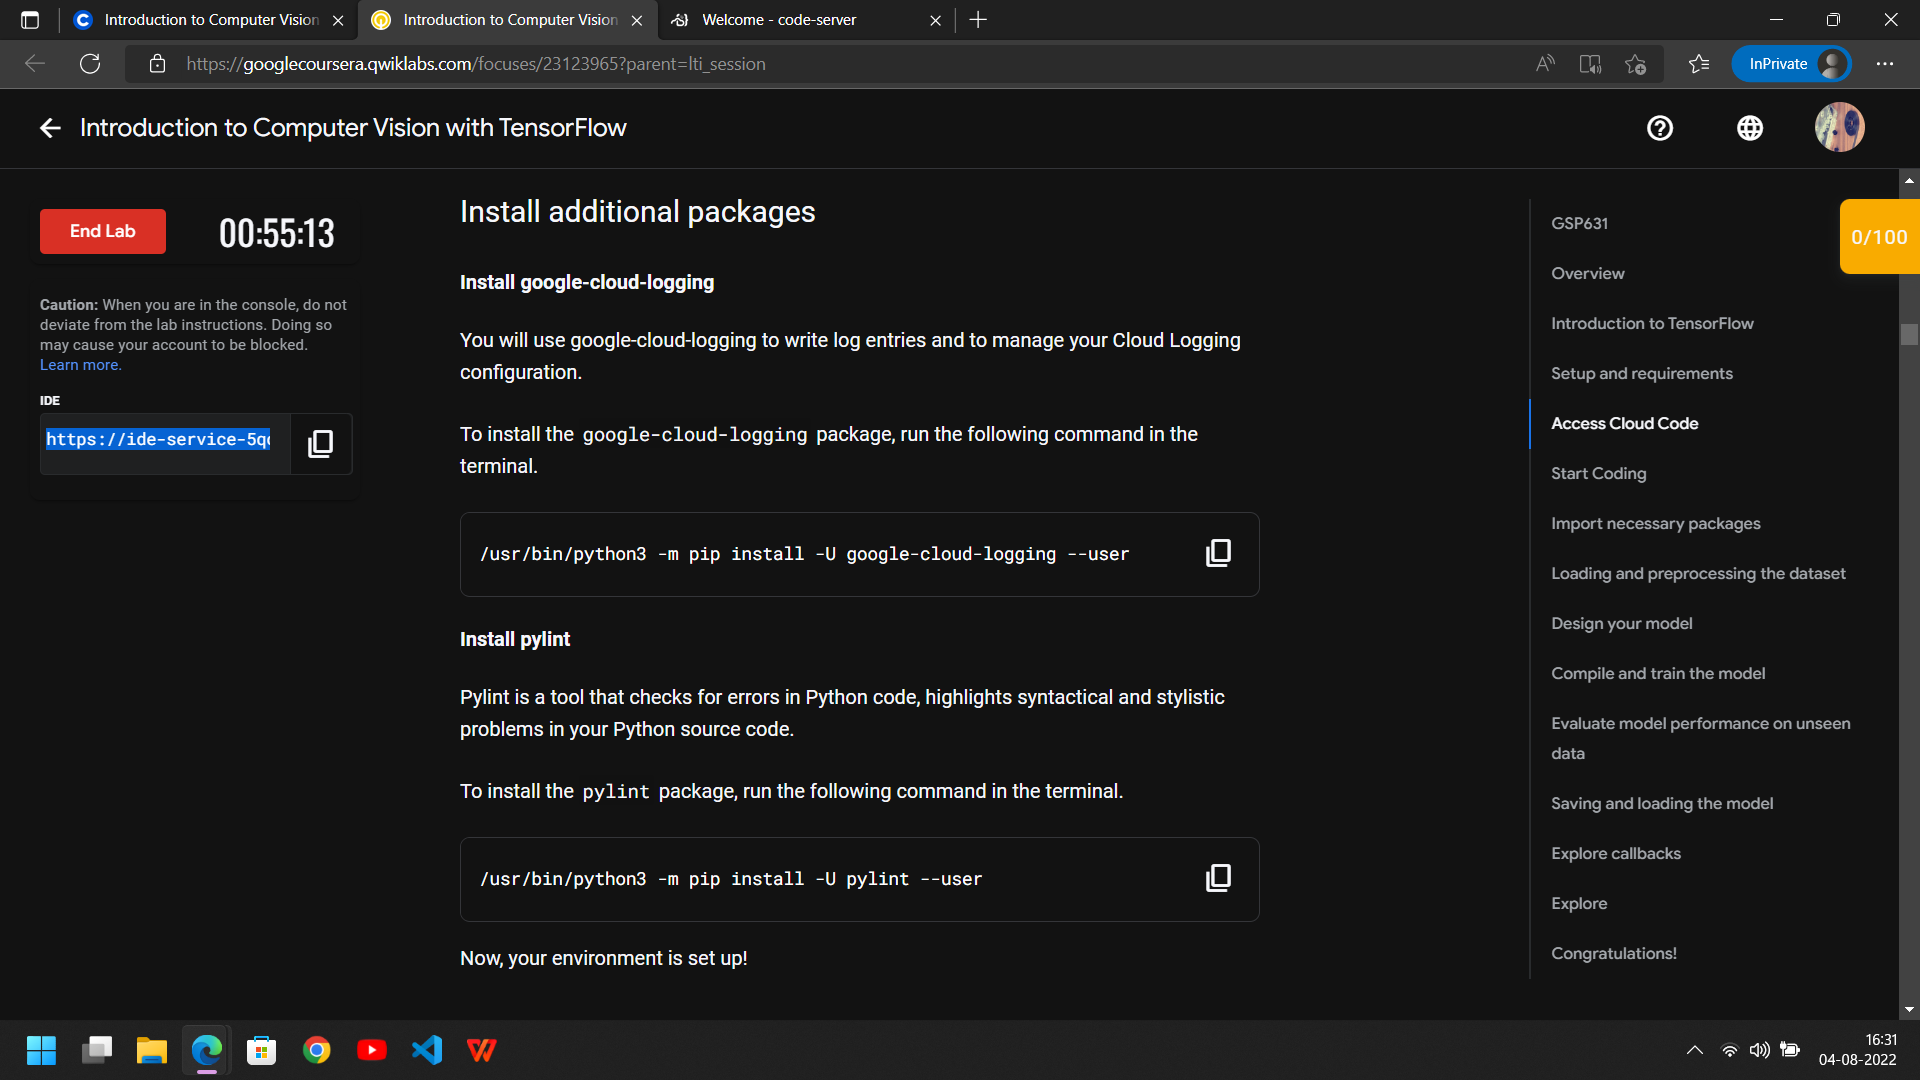 Introduction to Computer Vision
Introduction to Computer Vision
Welcome - code-server
https://googlecoursera.qwiklabs.com/focuses/23123965?parent=lti_session
InPrivate
Introduction to Computer Vision with TensorFlow
End Lab
00:55:13
Caution: When you are in the console, do not
deviate from the lab instructions. Doing so
may cause your account to be blocked.
Learn more.
IDE
https://ide-service-5q
Install additional packages
Install google-cloud-logging
You will use google-cloud-logging to write log entries and to manage your Cloud Logging
configuration.
To install the google-cloud-logging package, run the following command in the
terminal.
/usr/bin/python3 -m pip install -U google-cloud-logging --user
Install pylint
Pylint is a tool that checks for errors in Python code, highlights syntactical and stylistic
problems in your Python source code.
To install the pylint package, run the following command in the terminal.
/usr/bin/python3 -m pip install -U pylint --user
Now, your environment is set up!
GSP631
0/100
Overview
Introduction to TensorFlow
Setup and requirements
Access Cloud Code
Start Coding
Import necessary packages
Loading and preprocessing the dataset
Design your model
Compile and train the model
Evaluate model performance on unseen
data
Saving and loading the model
Explore callbacks
Explore
Congratulations!
16:31
04-08-2022